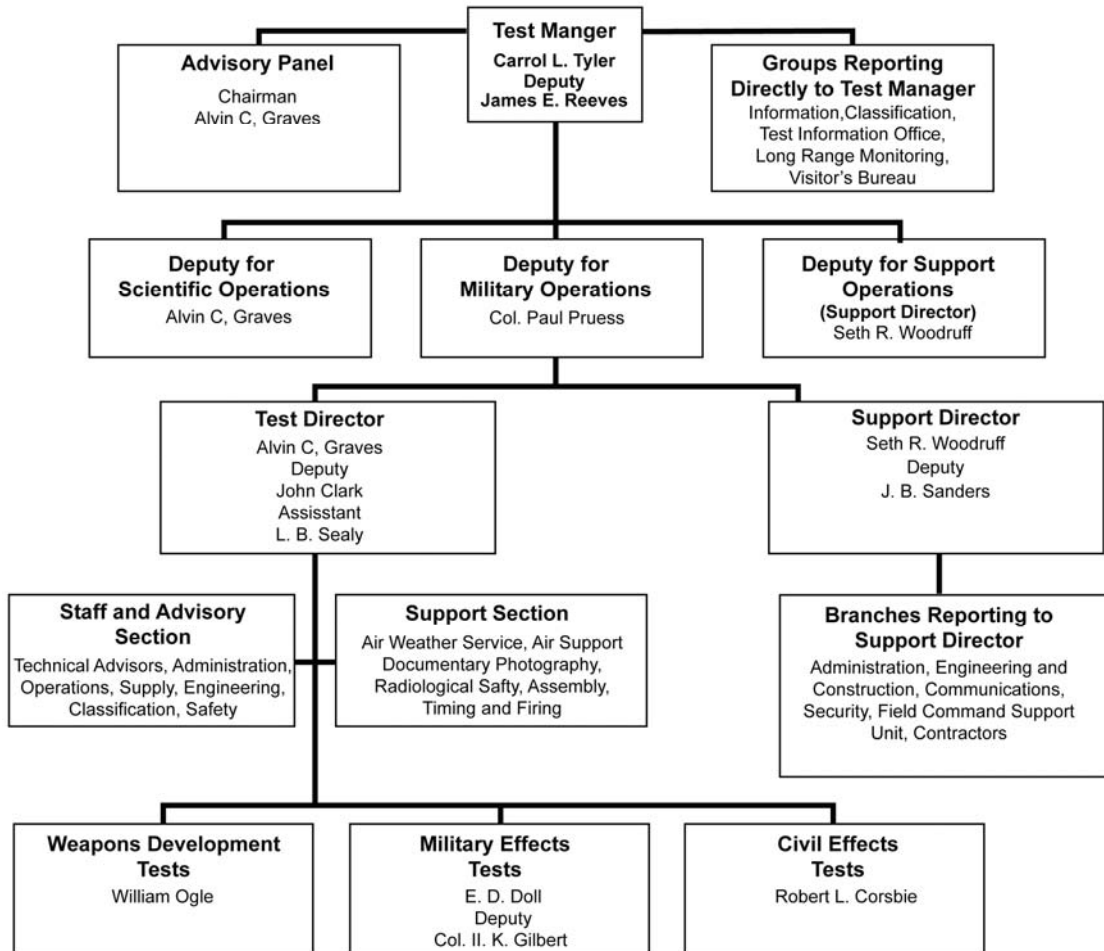 Test Manger
Carrol L. Tyler
Deputy
James E. Reeves
Advisory Panel
Chairman
Alvin C, Graves
Groups Reporting
Directly to Test Manager
Information,Classification,
Test Information Office,
Long Range Monitoring,
Visitor's Bureau
Deputy for
Scientific Operations
Alvin C, Graves
Deputy for
Military Operations
Col. Paul Pruess
Deputy for Support
Operations
(Support Director)
Seth R. Woodruff
Test Director
Alvin C, Graves
Deputy
John Clark
Assisstant
L. B. Sealy
Support Director
Seth R. Woodruff
Deputy
J. B. Sanders
Staff and Advisory
Section
Technical Advisors, Administration,
Operations, Supply, Engineering,
Classification, Safety
Support Section
Air Weather Service, Air Support
Documentary Photography,
Radiological Safty, Assembly,
Timing and Firing
Branches Reporting to
Support Director
Administration, Engineering and
Construction, Communications,
Security, Field Command Support
Unit, Contractors
Weapons Development
Tests
William Ogle
Military Effects
Tests
E. D. Doll
Deputy
Col. II. K. Gilbert
Civil Effects
Tests
Robert L. Corsbie